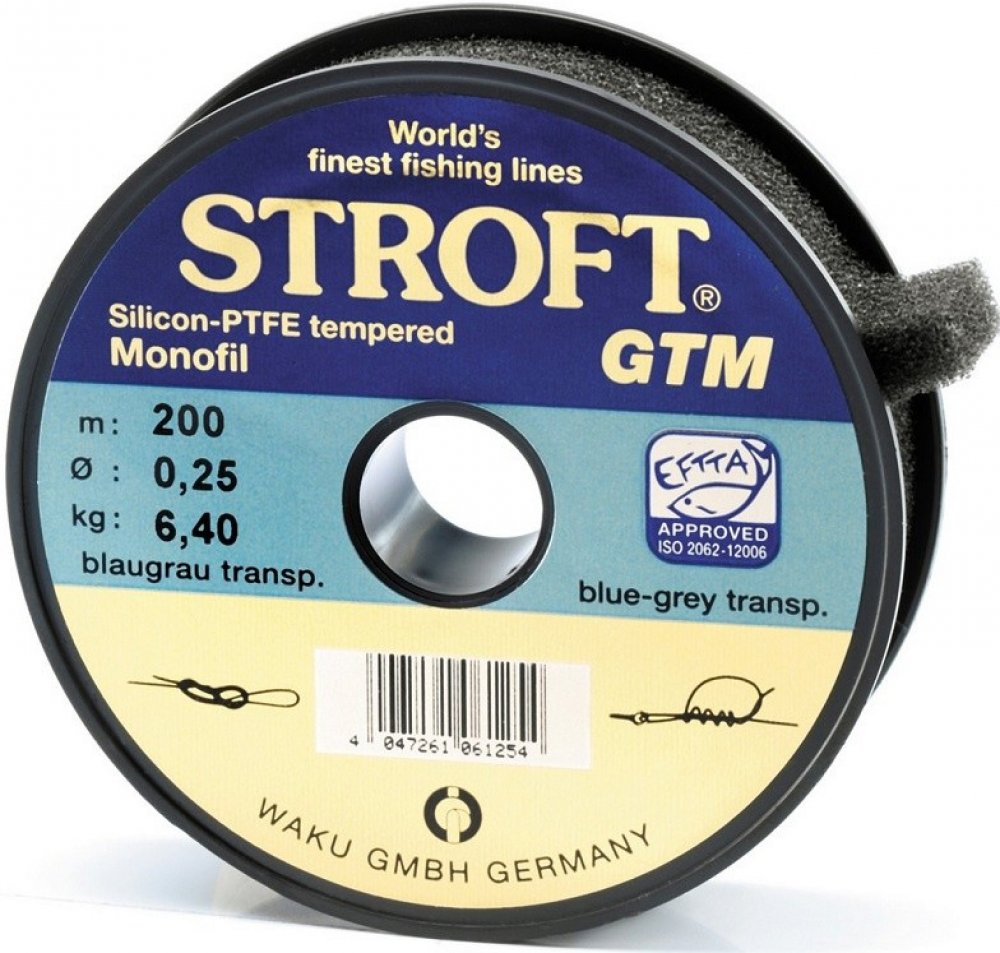 World's
finest fishing lines
STROFT®
Silicon-PTFE tempered
Monofil
GTM
m: 200
ø : 0,25
kg: 6,40
blaugrau transp.
EFTTA
APPROVED
ISO 2062-12006
blue-grey transp.
4 047261 061254
WAKU GMBH GERMANY